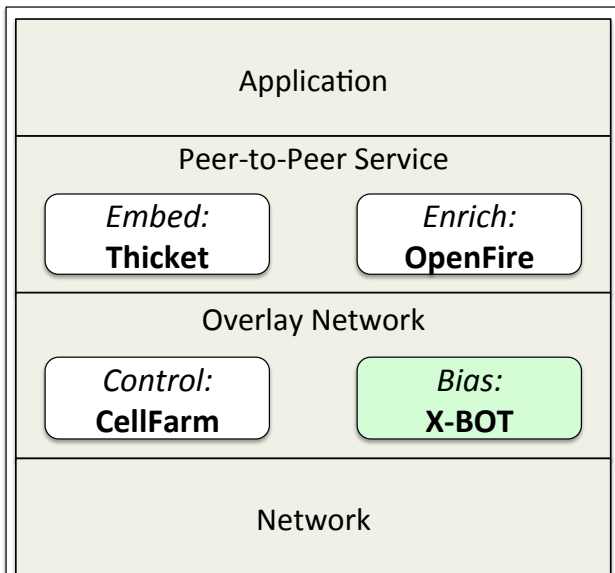 Application
Peer-to-Peer Service
Embed:
Thicket
Enrich:
OpenFire
Overlay Network
Control:
CellFarm
Bias:
X-BOT
Network